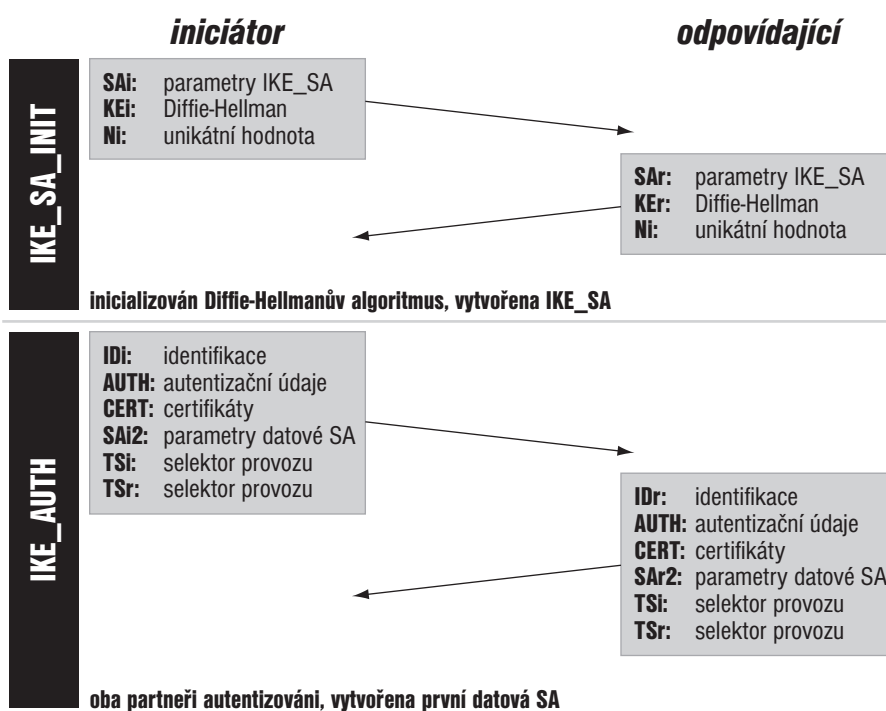 iniciátor
odpovídající
IKE_SA_INIT
SAi: parametry IKE_SA
KEi: Diffie-Hellman
Ni: unikátní hodnota
SAr: parametry IKE_SA
KEr: Diffie-Hellman
Ni: unikátní hodnota
inicializován Diffie-Hellmanův algoritmus, vytvořena IKE_SA
IKE_AUTH
IDi: identifikace
AUTH: autentizační údaje
CERT: certifikáty
SAi2: parametry datové SA
TSi: selektor provozu
TSr: selektor provozu
IDr: identifikace
AUTH: autentizační údaje
CERT: certifikáty
SAr2: parametry datové SA
TSi: selektor provozu
TSr: selektor provozu
oba partneři autentizováni, vytvořena první datová SA